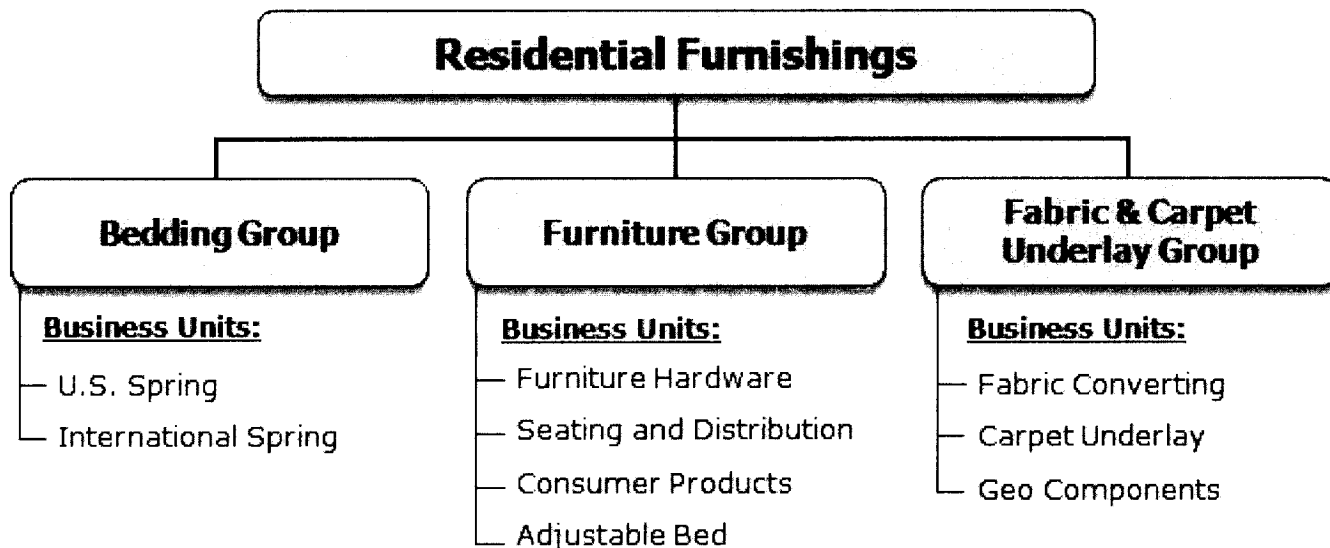 Residential Furnishings
Bedding Group
Business Units:
U.S. Spring
International Spring
Furniture Group
Business Units:
Furniture Hardware
Seating and Distribution
Consumer Products
Adjustable Bed
Fabric & Carpet
Underlay Group
Business Units:
Fabric Converting
Carpet Underlay
Geo Components